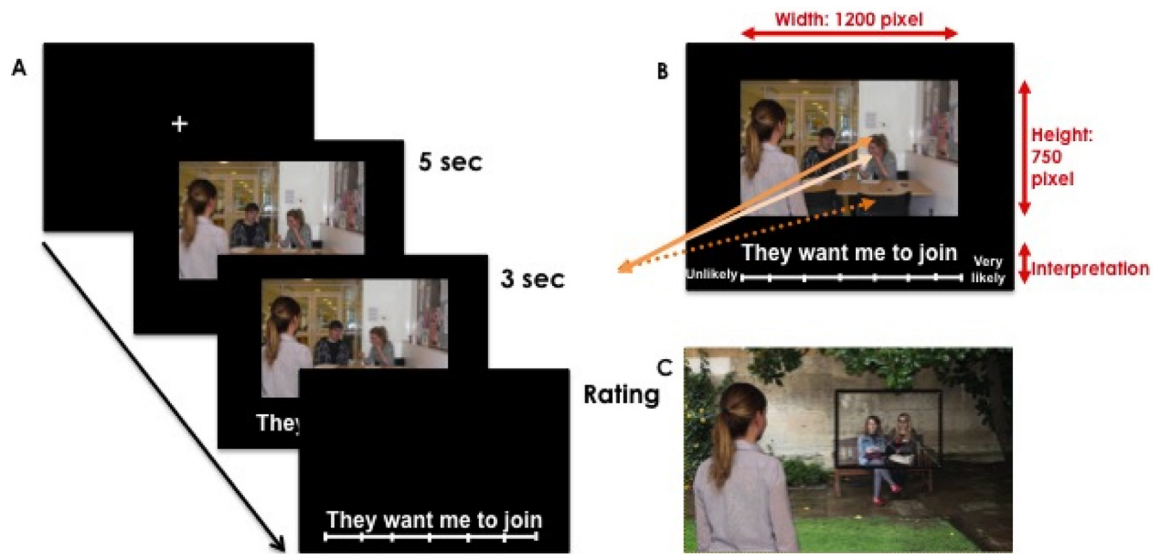 A
5 sec
3 sec
They
Rating
They want me to join
B
Width: 1200 pixel
Height:
750
pixel
They want me to join
Unlikely
Very
likely
Interpretation
C